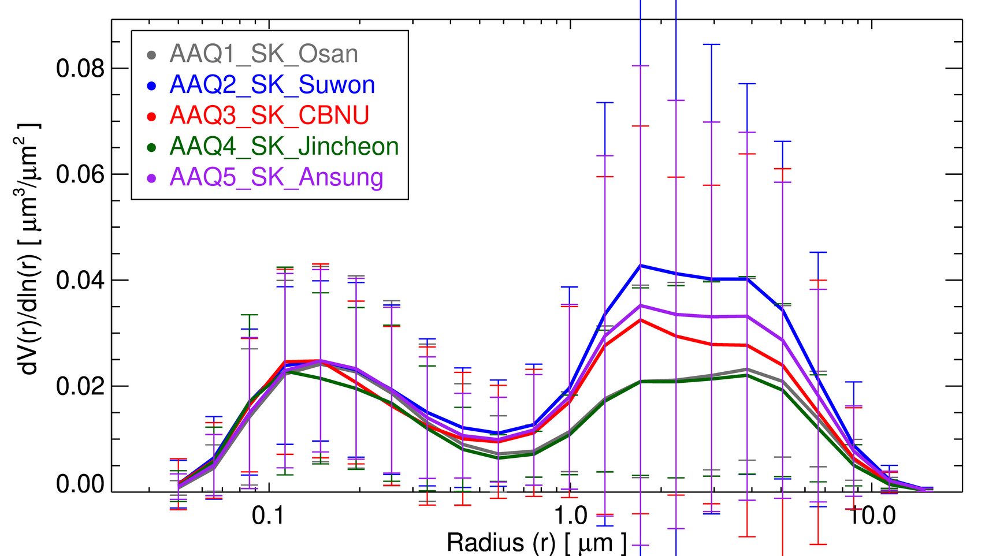 AAQ1_SK_Osan
AAQ2_SK_Suwon
AAQ3_SK_CBNU
AAQ4_SK_Jincheon
AAQ5_SK_Ansung
dV(r)/dln(r) [ μm³/μm² ]
0.08
0.06
0.04
0.02
0.00
0.1
1.0
10.0
Radius (r) [ μm ]